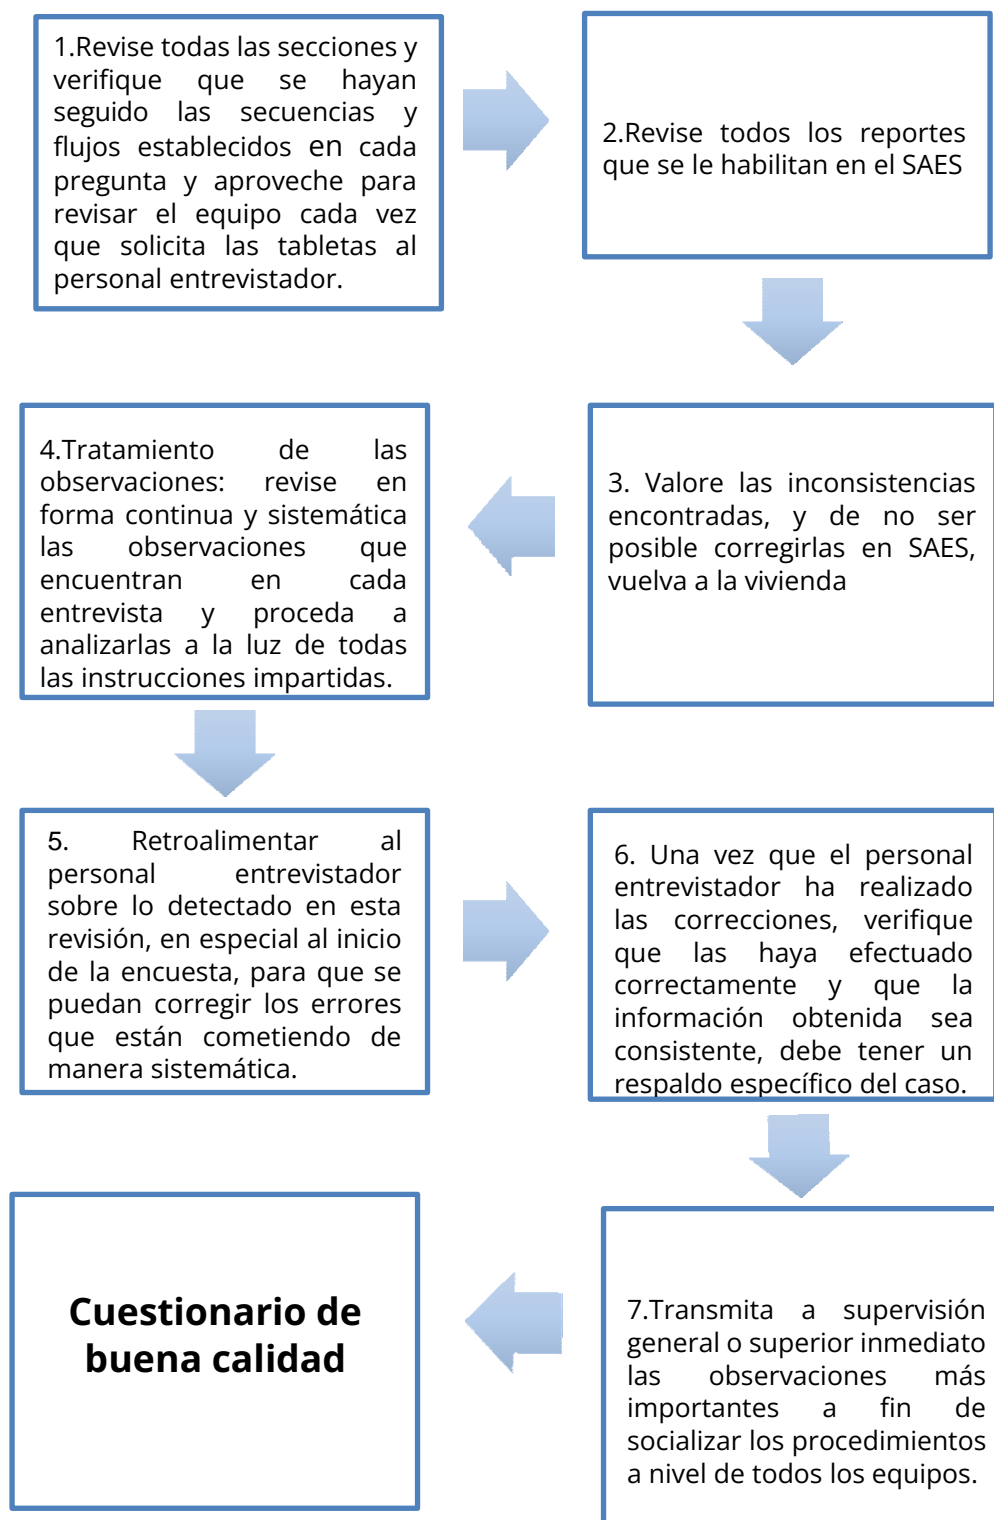 1.Revise todas las secciones y
verifique que se hayan
seguido las secuencias y
flujos establecidos en cada
pregunta y aproveche para
revisar el equipo cada vez
que solicita las tabletas al
personal entrevistador.
2.Revise todos los reportes
que se le habilitan en el SAES
3. Valore las inconsistencias
encontradas, y de no ser
posible corregirlas en SAES,
vuelva a la vivienda
4.Tratamiento de las
observaciones: revise en
forma continua y sistemática
las observaciones que
encuentran en cada
entrevista y proceda a
analizarlas a la luz de todas
las instrucciones impartidas.
5. Retroalimentar al
personal entrevistador
sobre lo detectado en esta
revisión, en especial al inicio
de la encuesta, para que se
puedan corregir los errores
que están cometiendo de
manera sistemática.
6. Una vez que el personal
entrevistador ha realizado
las correcciones, verifique
que las haya efectuado
correctamente y que la
información obtenida sea
consistente, debe tener un
respaldo específico del caso.
7.Transmita a supervisión
general o superior inmediato
las observaciones más
importantes a fin de
socializar los procedimientos
a nivel de todos los equipos.
Cuestionario de
buena calidad